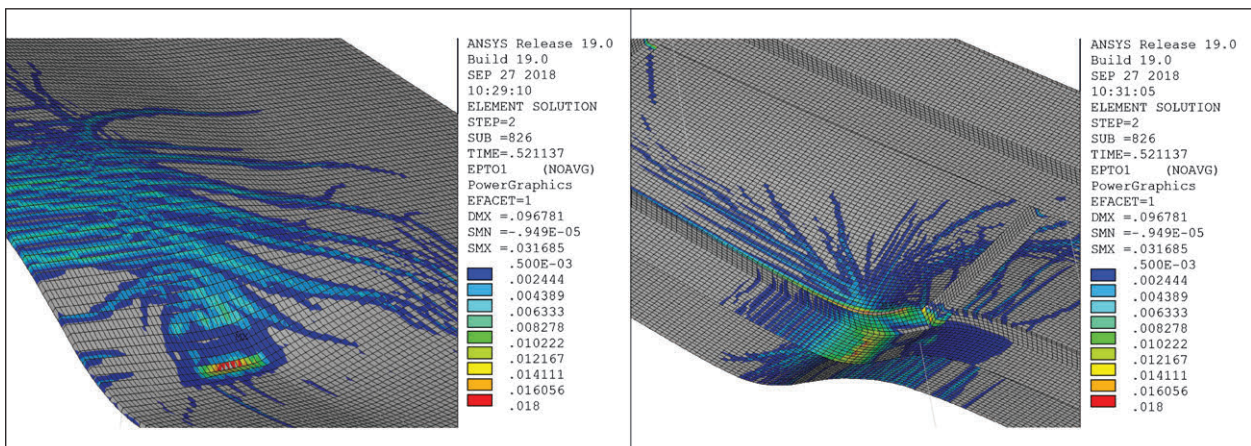 ANSYS Release 19.0
Build 19.0
SEP 27 2018
10:29:10
ELEMENT SOLUTION
STEP=2
SUB =826
TIME=.521137
EPTO1 (NOAVG)
PowerGraphics
EFACET=1
DMX =.096781
SMN =-.949E-05
SMX =.031685
.500E-03
.002444
.004389
.006333
.008278
.010222
.012167
.014111
.016056
.018
ANSYS Release 19.0
Build 19.0
SEP 27 2018
10:31:05
ELEMENT SOLUTION
STEP=2
SUB =826
TIME=.521137
EPTO1 (NOAVG)
PowerGraphics
EFACET=1
DMX =.096781
SMN =-.949E-05
SMX =.031685
.500E-03
.002444
.004389
.006333
.008278
.010222
.012167
.014111
.016056
.018